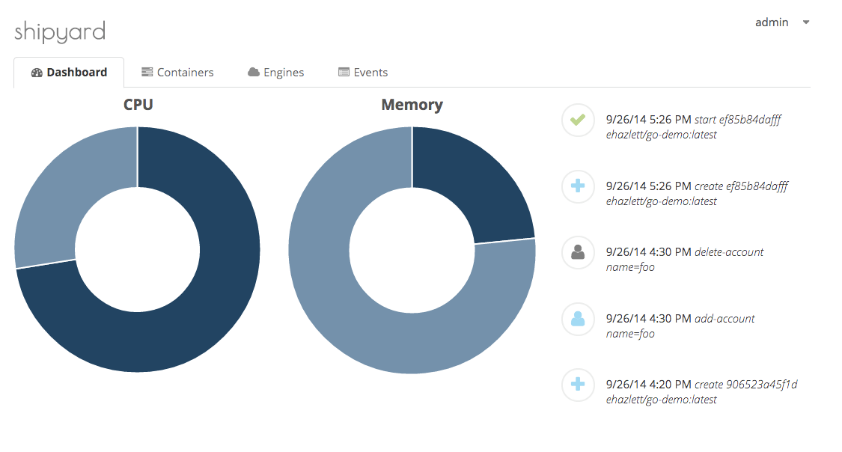 shipyard
admin
Dashboard
Containers
Engines
Events
CPU
Memory
9/26/14 5:26 PM start ef85b84dafff
ehazlett/go-demo:latest
9/26/14 5:26 PM create ef85b84dafff
ehazlett/go-demo:latest
9/26/14 4:30 PM delete-account
name=foo
9/26/14 4:30 PM add-account
name=foo
9/26/14 4:20 PM create 906523a45f1d
ehazlett/go-demo:latest